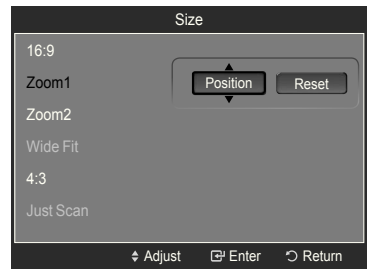 Size
16:9
Zoom1
Position Reset
Zoom2
Wide Fit
4:3
Just Scan
Adjust Enter Return